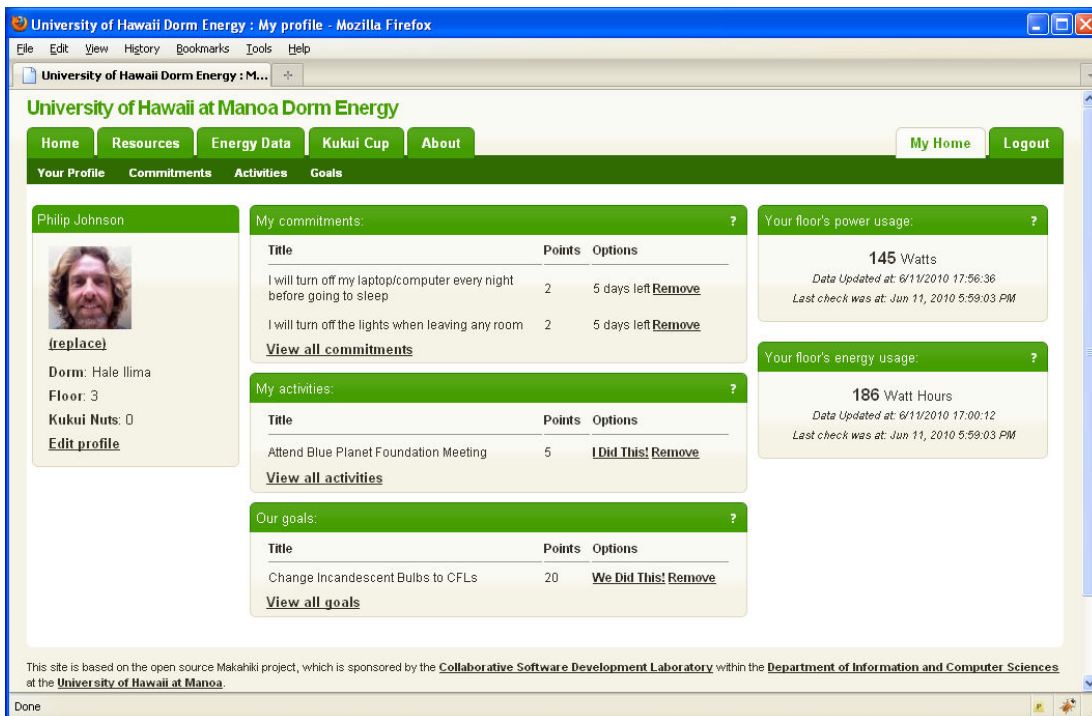 University of Hawaii Dorm Energy : My profile - Mozilla Firefox
File Edit View History Bookmarks Tools Help
University of Hawaii Dorm Energy : M...
University of Hawaii at Manoa Dorm Energy
Home Resources Energy Data Kukui Cup About My Home Logout
Your Profile Commitments Activities Goals
Philip Johnson
(replace)
Dorm: Hale Ilima
Floor: 3
Kukui Nuts: 0
Edit profile
My commitments: ?
Title Points Options
I will turn off my laptop/computer every night
before going to sleep 2 5 days left Remove
I will turn off the lights when leaving any room 2 5 days left Remove
View all commitments
My activities: ?
Title Points Options
Attend Blue Planet Foundation Meeting 5 I Did This! Remove
View all activities
Our goals: ?
Title Points Options
Change Incandescent Bulbs to CFLs 20 We Did This! Remove
View all goals
Your floor's power usage: ?
145 Watts
Data Updated at: 6/11/2010 17:56:36
Last check was at: Jun 11, 2010 5:59:03 PM
Your floor's energy usage: ?
186 Watt Hours
Data Updated at: 6/11/2010 17:00:12
Last check was at: Jun 11, 2010 5:59:03 PM
This site is based on the open source Makahiki project, which is sponsored by the Collaborative Software Development Laboratory within the Department of Information and Computer Sciences
at the University of Hawaii at Manoa.
Done